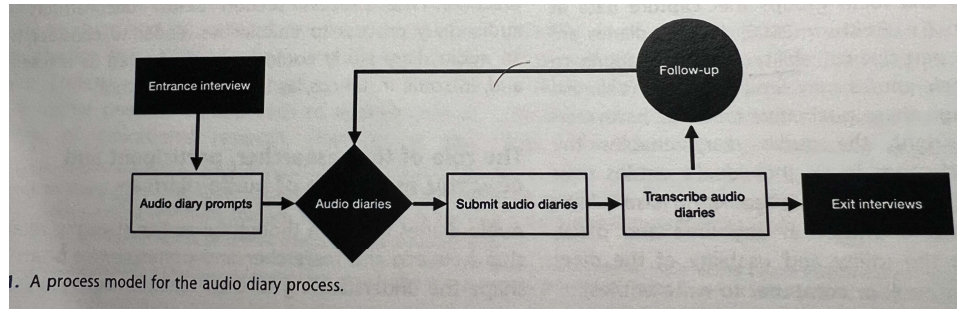 Entrance interview
Follow-up
Audio diary prompts
Audio diaries
Submit audio diaries
Transcribe audio
diaries
Exit interviews
1. A process model for the audio diary process.